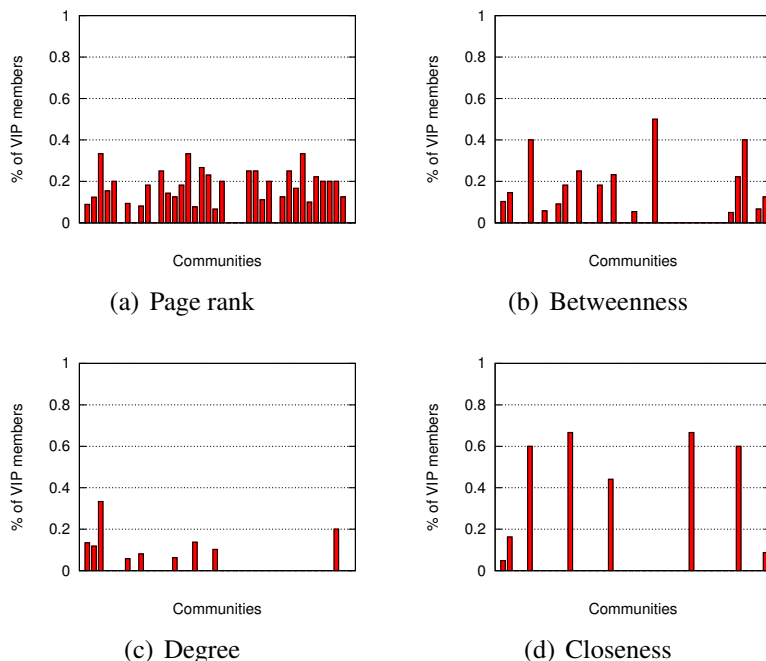 1
0.8
0.6
0.4
0.2
0
% of VIP members
Communities
(a) Page rank
1
0.8
0.6
0.4
0.2
0
% of VIP members
Communities
(b) Betweenness
1
0.8
0.6
0.4
0.2
0
% of VIP members
Communities
(c) Degree
1
0.8
0.6
0.4
0.2
0
% of VIP members
Communities
(d) Closeness